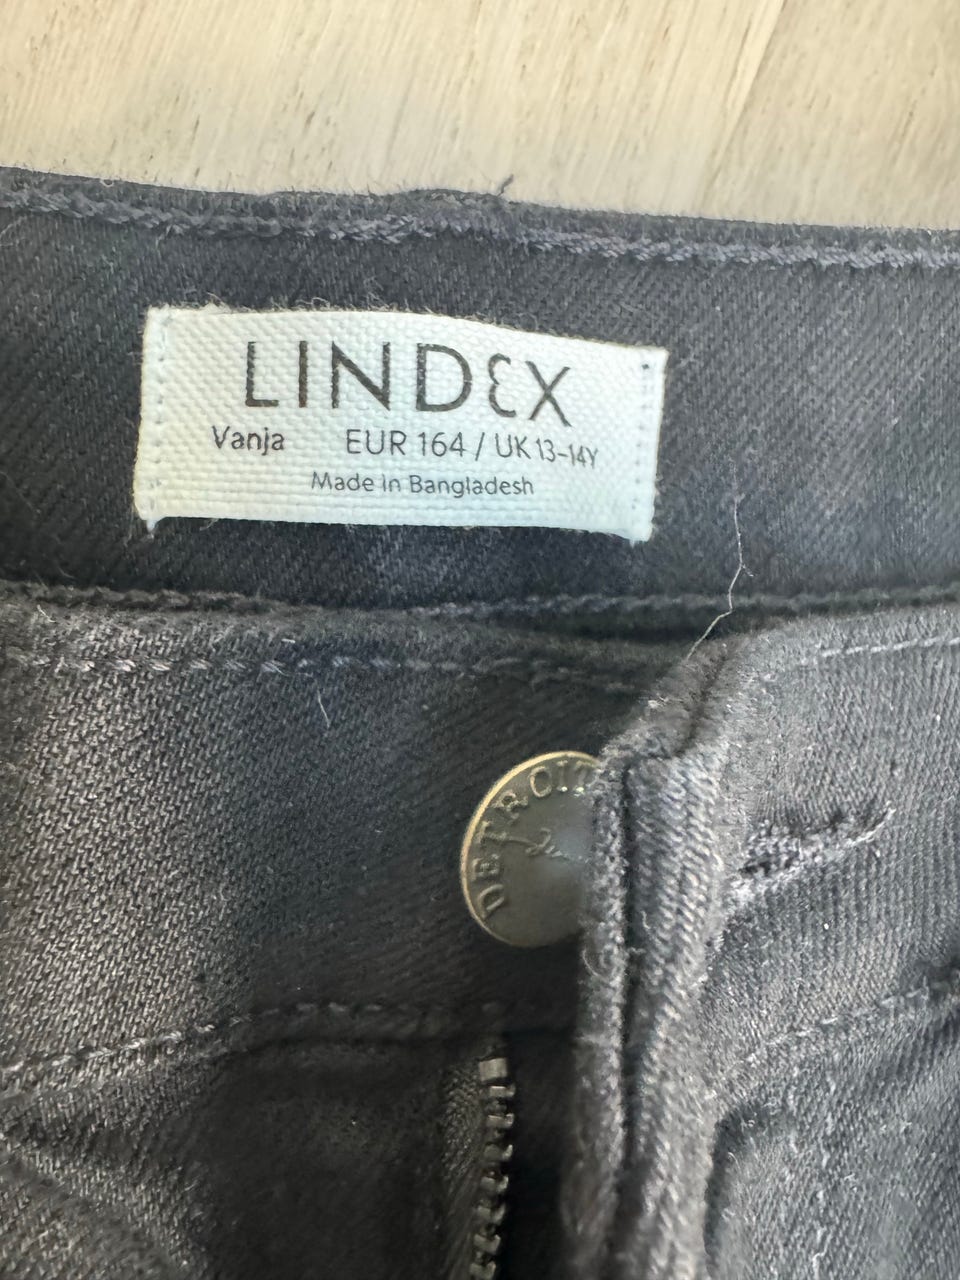 LINDEX
Vanja EUR 164 / UK 13-14Y
Made in Bangladesh
DETROIT